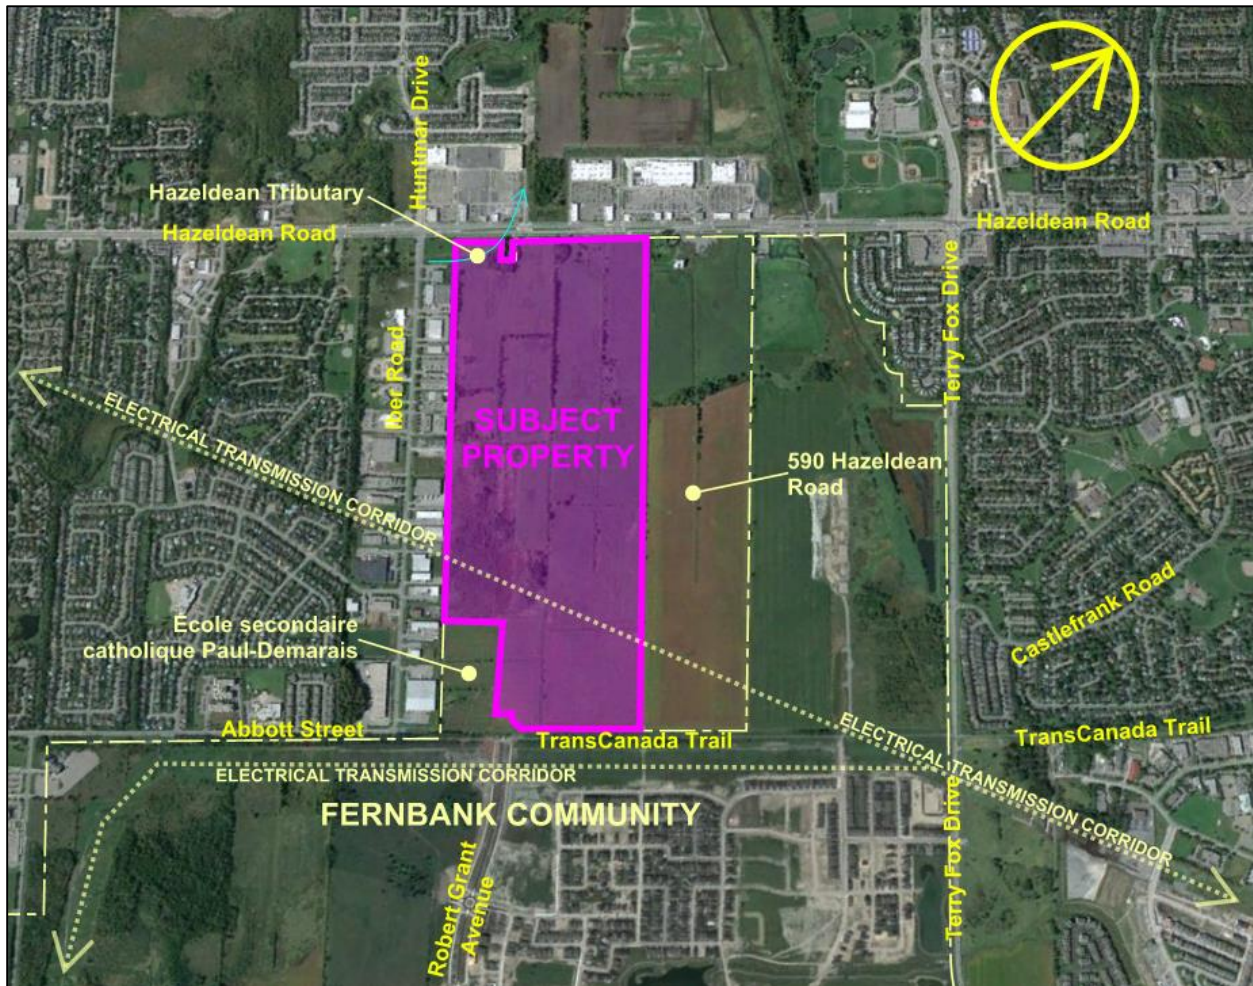 Huntmar Drive
Hazeldean Tributary
Hazeldean Road
Hazeldean Road
Iber Road
Terry Fox Drive
ELECTRICAL TRANSMISSION CORRIDOR
SUBJECT
PROPERTY
590 Hazeldean
Road
École secondaire
catholique Paul-Demarais
Castlefrank Road
Abbott Street
TransCanada Trail
TransCanada Trail
ELECTRICAL TRANSMISSION CORRIDOR
ELECTRICAL TRANSMISSION CORRIDOR
FERNBANK COMMUNITY
Robert Grant
Avenue
Terry Fox Drive